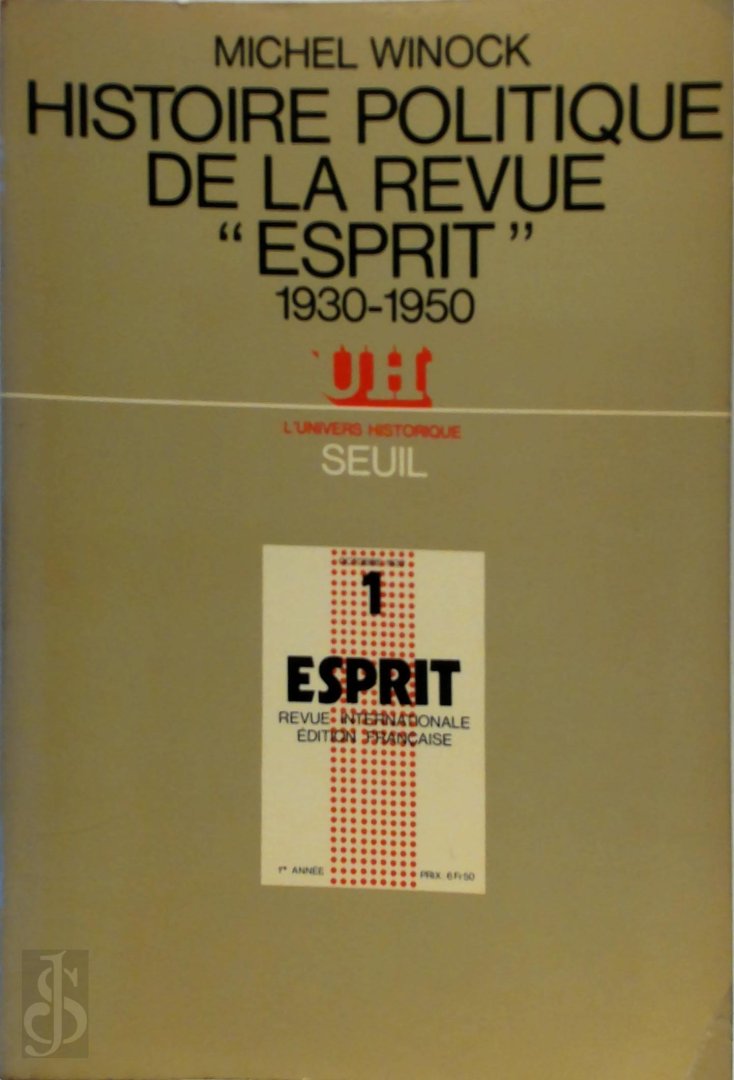 MICHEL WINOCK
HISTOIRE POLITIQUE
DE LA REVUE
“ESPRIT”
1930-1950
UH
L'UNIVERS HISTORIQUE
SEUIL
1
ESPRIT
REVUE INTERNATIONALE
ÉDITION FRANÇAISE
1re ANNÉE
PRIX 6 Fr 50